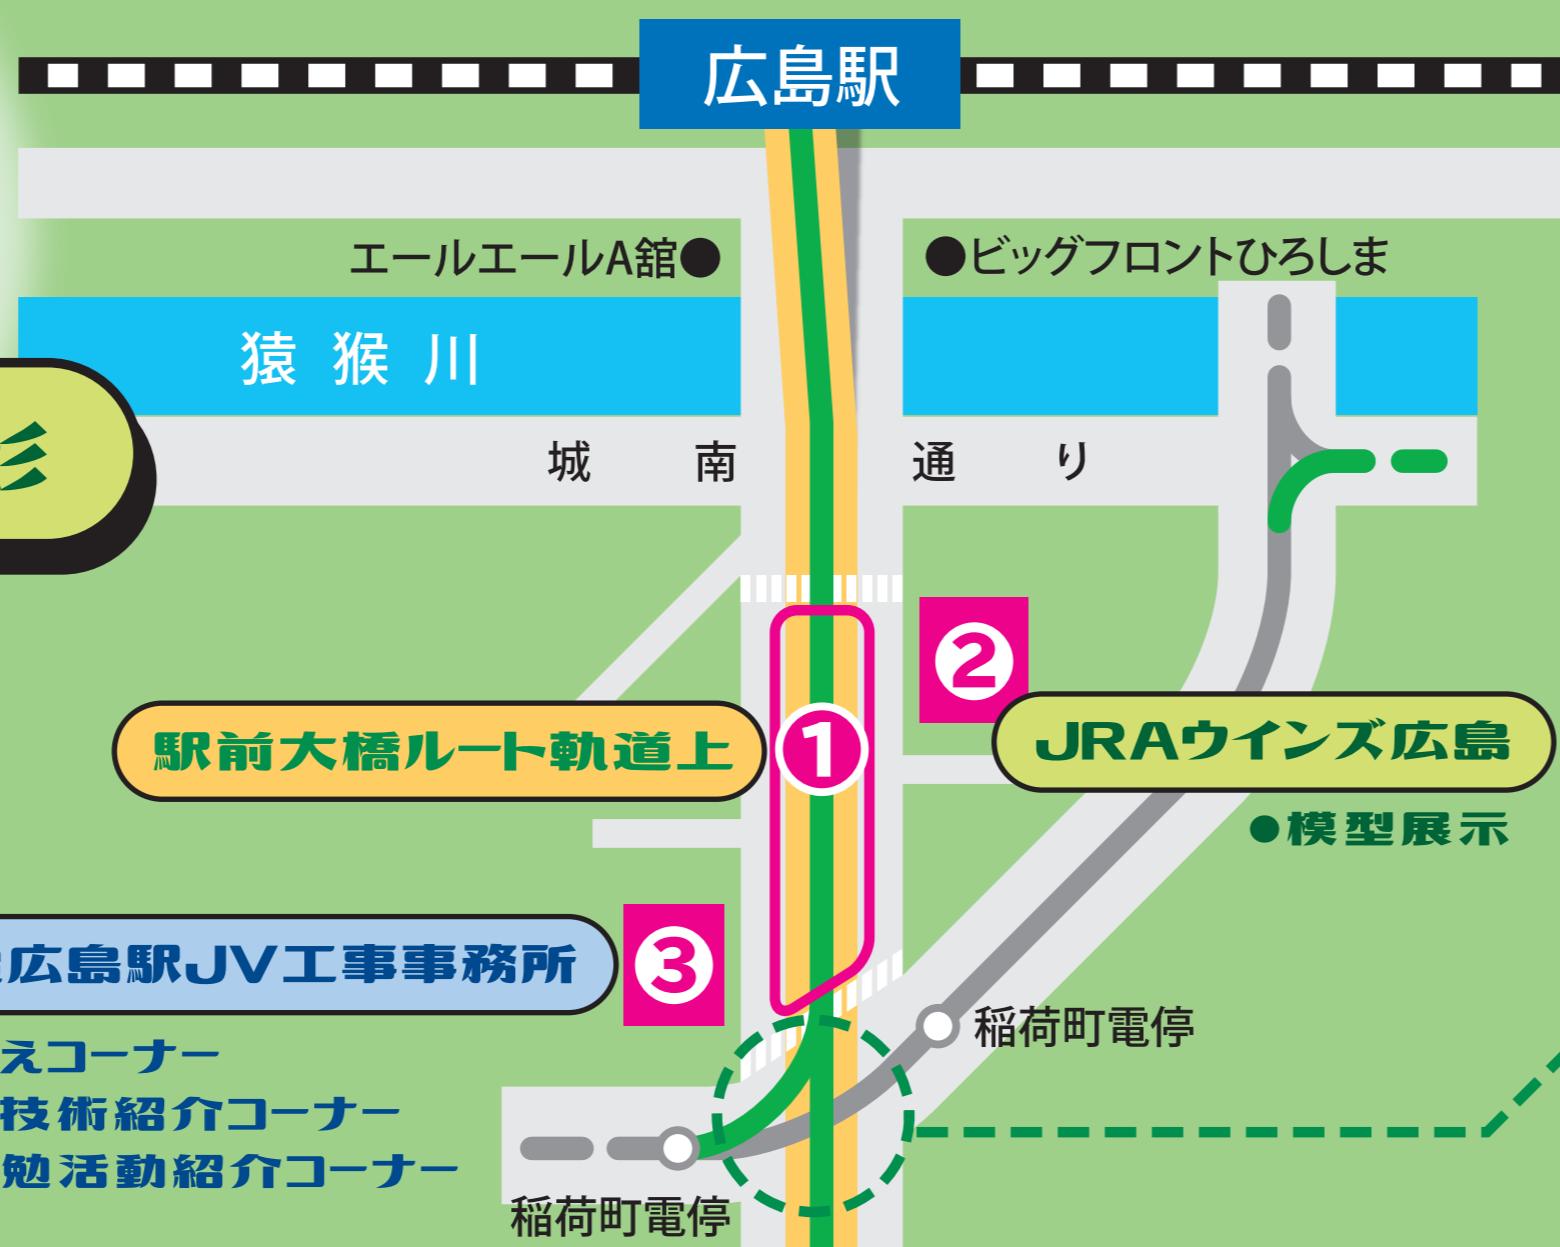 広島駅
エールエールA舘●
●ビッグフロントひろしま
猿猴川
城南通り
②
駅前大橋ルート軌道上
①
JRAウインズ広島
●模型展示
広島駅JV工事事務所
③
えコーナー
稲荷町電停
技術紹介コーナー
勉活動紹介コーナー
稲荷町電停